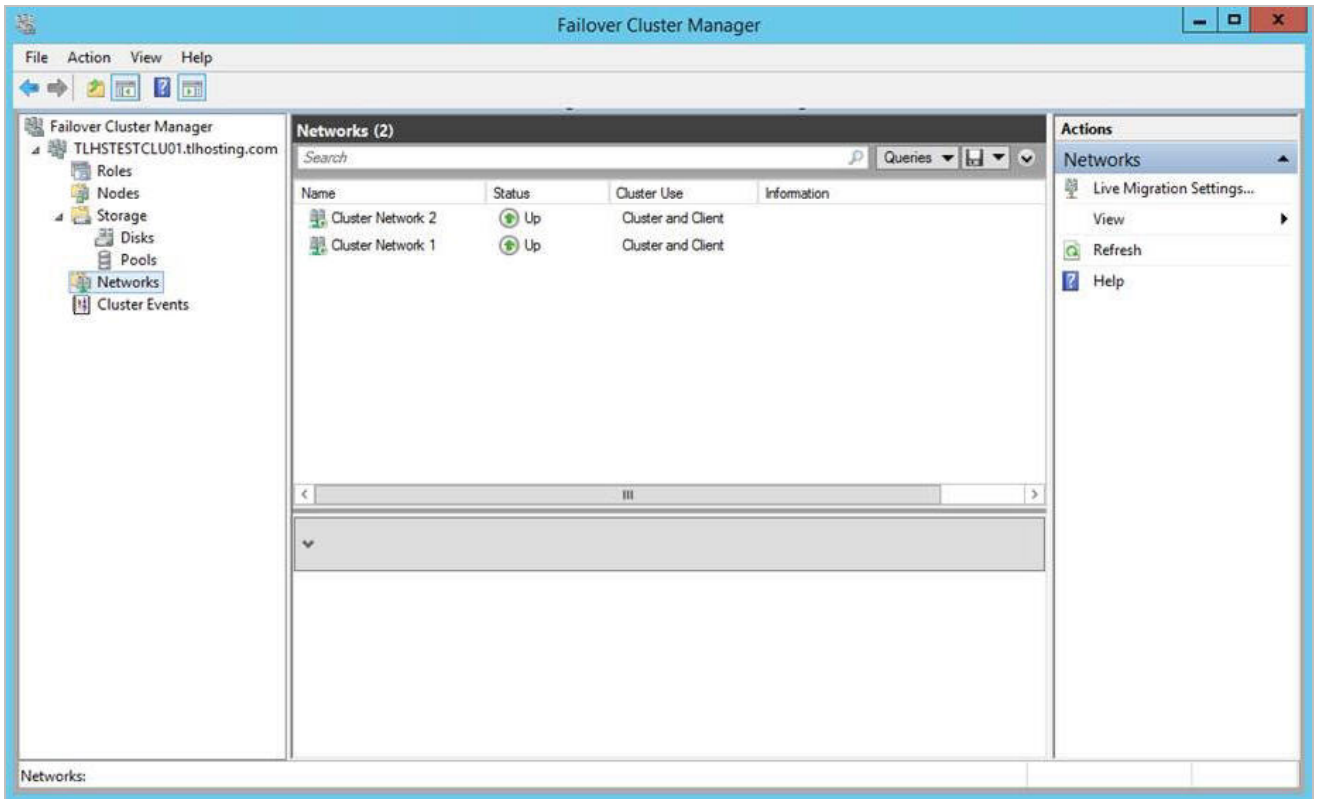 Failover Cluster Manager
File Action View Help
Failover Cluster Manager
TLHSTESTCLU01.tlhosting.com
Roles
Nodes
Storage
Disks
Pools
Networks
Cluster Events
Networks (2)
Search Queries
Name Status Cluster Use Information
Cluster Network 2 Up Cluster and Client
Cluster Network 1 Up Cluster and Client
Actions
Networks
Live Migration Settings...
View
Refresh
Help
Networks: